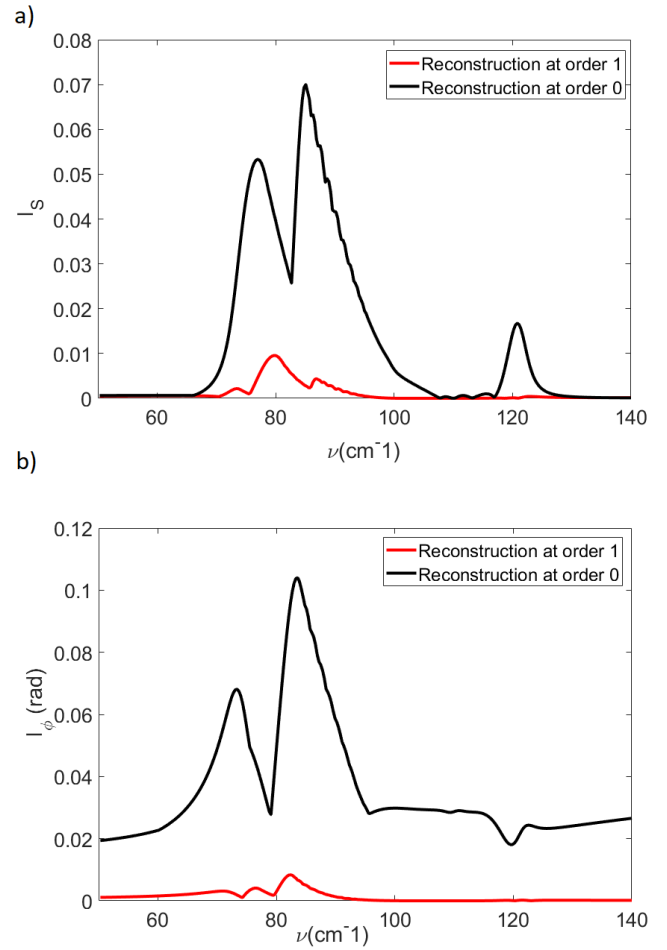 a)
0.08
0.07
0.06
0.05
0.04
0.03
0.02
0.01
0
I_S
Reconstruction at order 1
Reconstruction at order 0
60 80 100 120 140
ν(cm⁻1)
b)
0.12
0.1
0.08
0.06
0.04
0.02
0
I_ϕ (rad)
Reconstruction at order 1
Reconstruction at order 0
60 80 100 120 140
ν(cm⁻1)